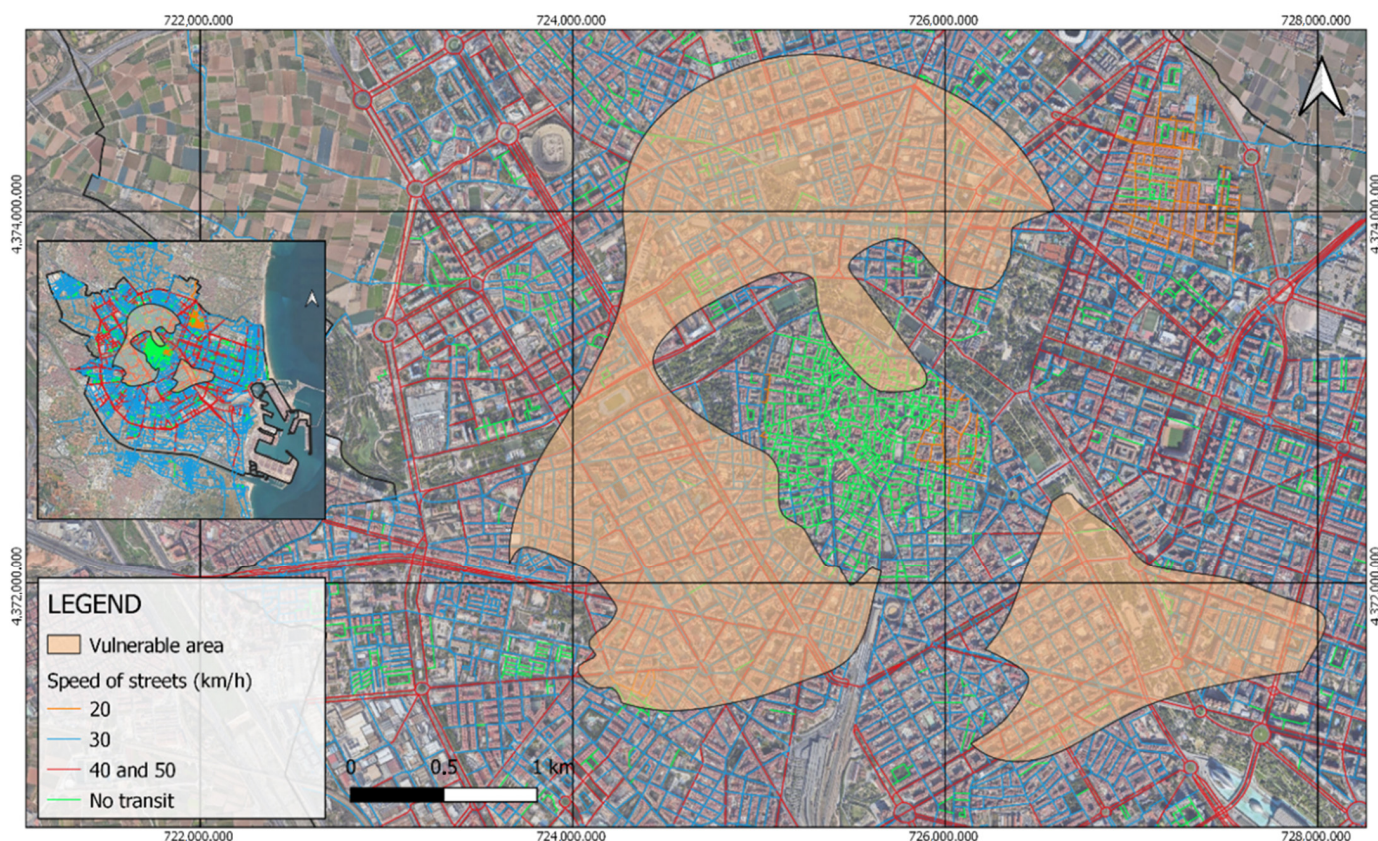 722,000.000 724,000.000 726,000.000 728,000.000
4,374,000.000 4,374,000.000
4,372,000.000 4,372,000.000
LEGEND
Vulnerable area
Speed of streets (km/h)
20
30
40 and 50
No transit
0 0.5 1 km
722,000.000 724,000.000 726,000.000 728,000.000